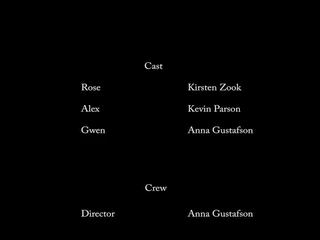 Cast
Rose Kirsten Zook
Alex Kevin Parson
Gwen Anna Gustafson
Crew
Director Anna Gustafson